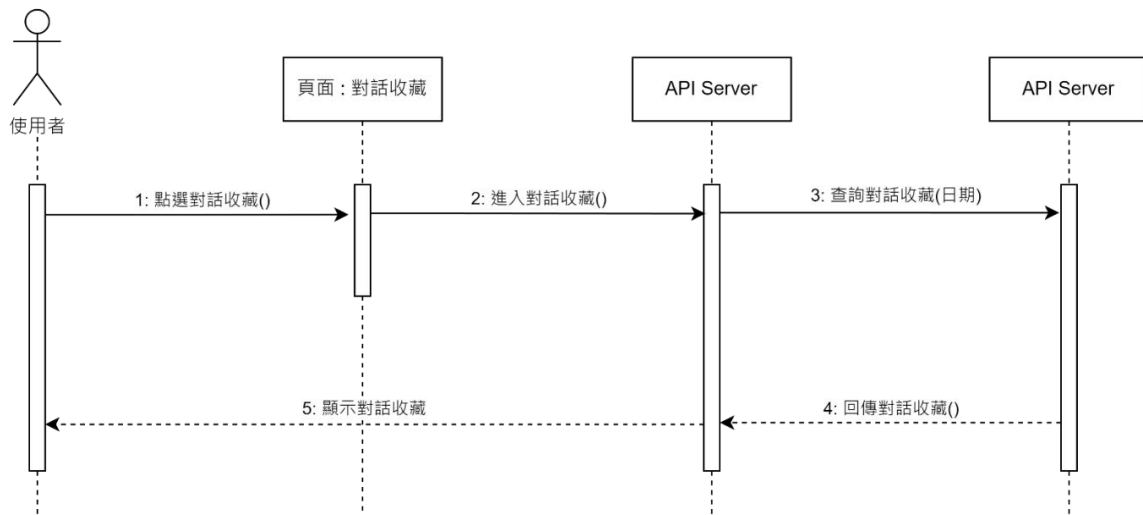 頁面 : 對話收藏
API Server
API Server
使用者
1: 點選對話收藏()
2: 進入對話收藏()
3: 查詢對話收藏(日期)
5: 顯示對話收藏
4: 回傳對話收藏()